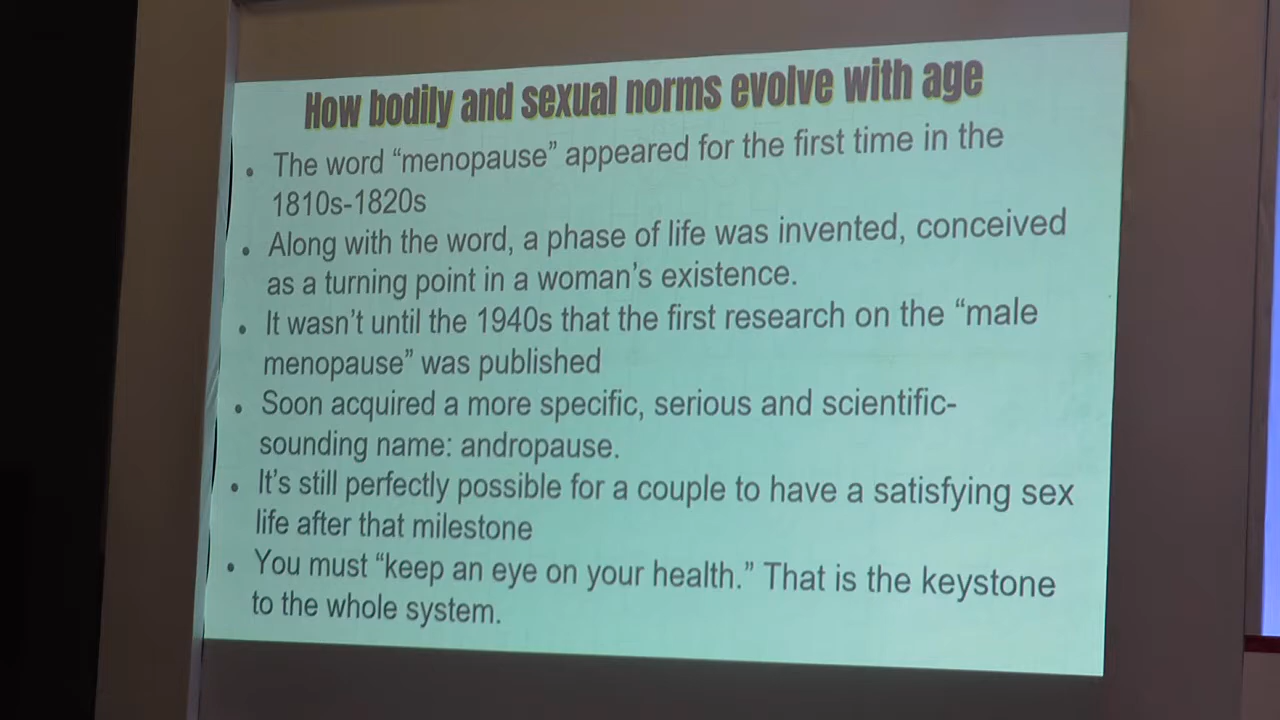 How bodily and sexual norms evolve with age
• The word “menopause” appeared for the first time in the
1810s-1820s
• Along with the word, a phase of life was invented, conceived
as a turning point in a woman’s existence.
• It wasn’t until the 1940s that the first research on the “male
menopause” was published
• Soon acquired a more specific, serious and scientific-
sounding name: andropause.
• It’s still perfectly possible for a couple to have a satisfying sex
life after that milestone
• You must “keep an eye on your health.” That is the keystone
to the whole system.